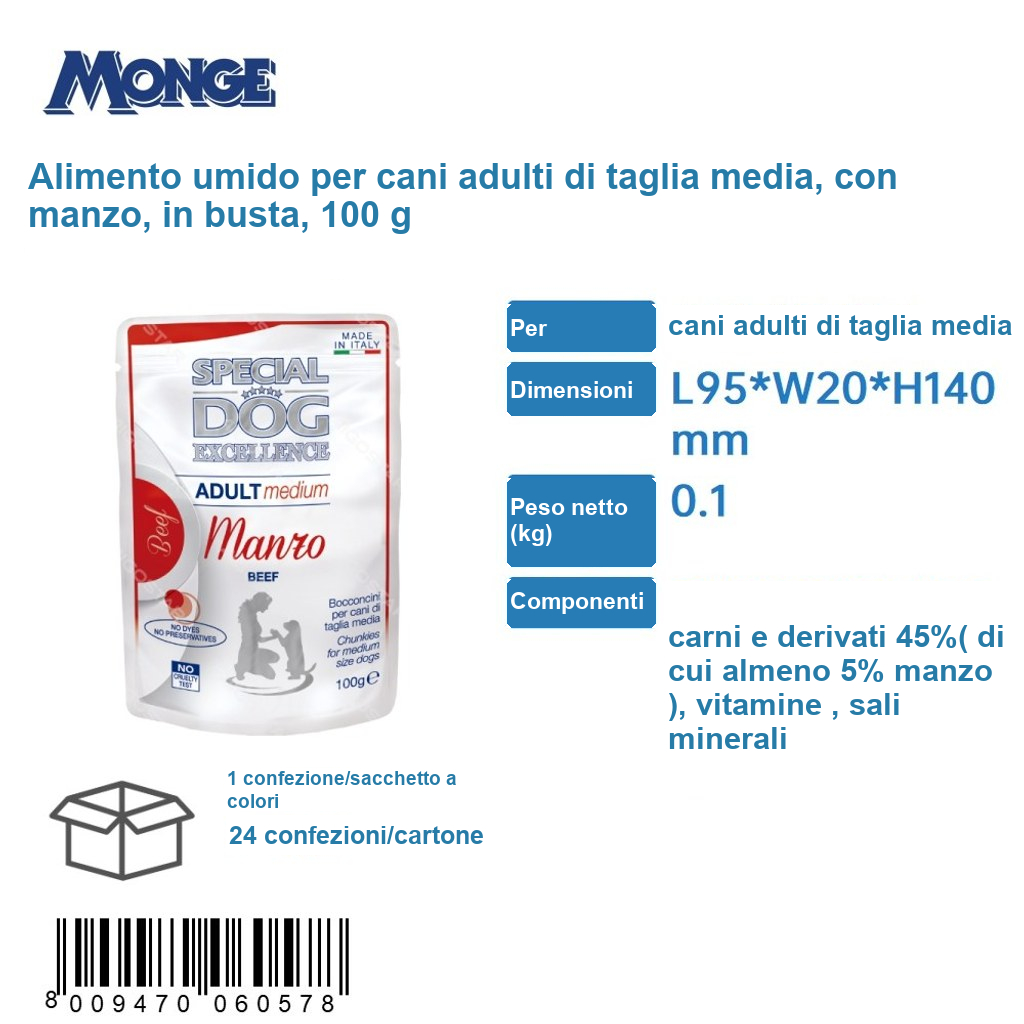 MONGE
Alimento umido per cani adulti di taglia media, con
manzo, in busta, 100 g
MADE
IN ITALY
SPECIAL
DOG
EXCELLENCE
ADULT medium
Beef
Manzo
BEEF
Bocconcini
per cani di
taglia media
Chunkies
for medium
size dogs
NO DYES
NO PRESERVATIVES
NO
CRUELTY
TEST
100g℮
Per
cani adulti di taglia media
Dimensioni
L95*W20*H140
mm
Peso netto
(kg)
0.1
Componenti
carni e derivati 45%( di
cui almeno 5% manzo
), vitamine , sali
minerali
1 confezione/sacchetto a
colori
24 confezioni/cartone
8 009470 060578